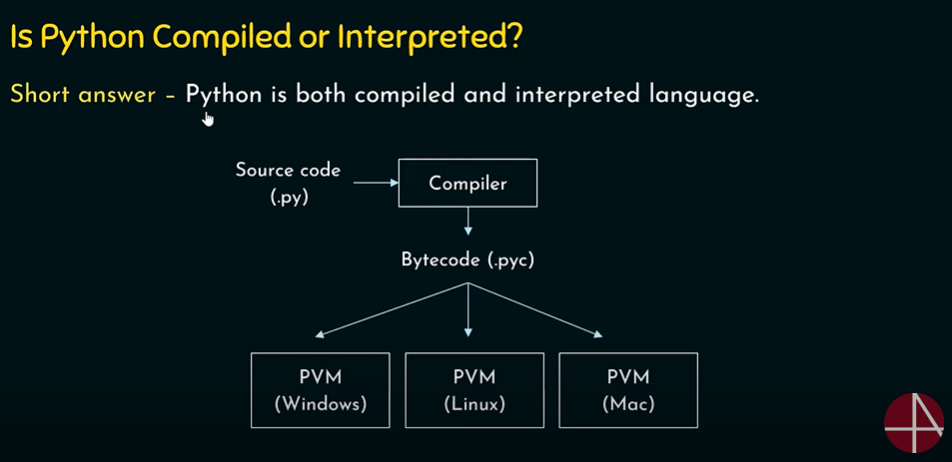 Is Python Compiled or Interpreted?
Short answer – Python is both compiled and interpreted language.
Source code
(.py)
Compiler
Bytecode (.pyc)
PVM
(Windows)
PVM
(Linux)
PVM
(Mac)